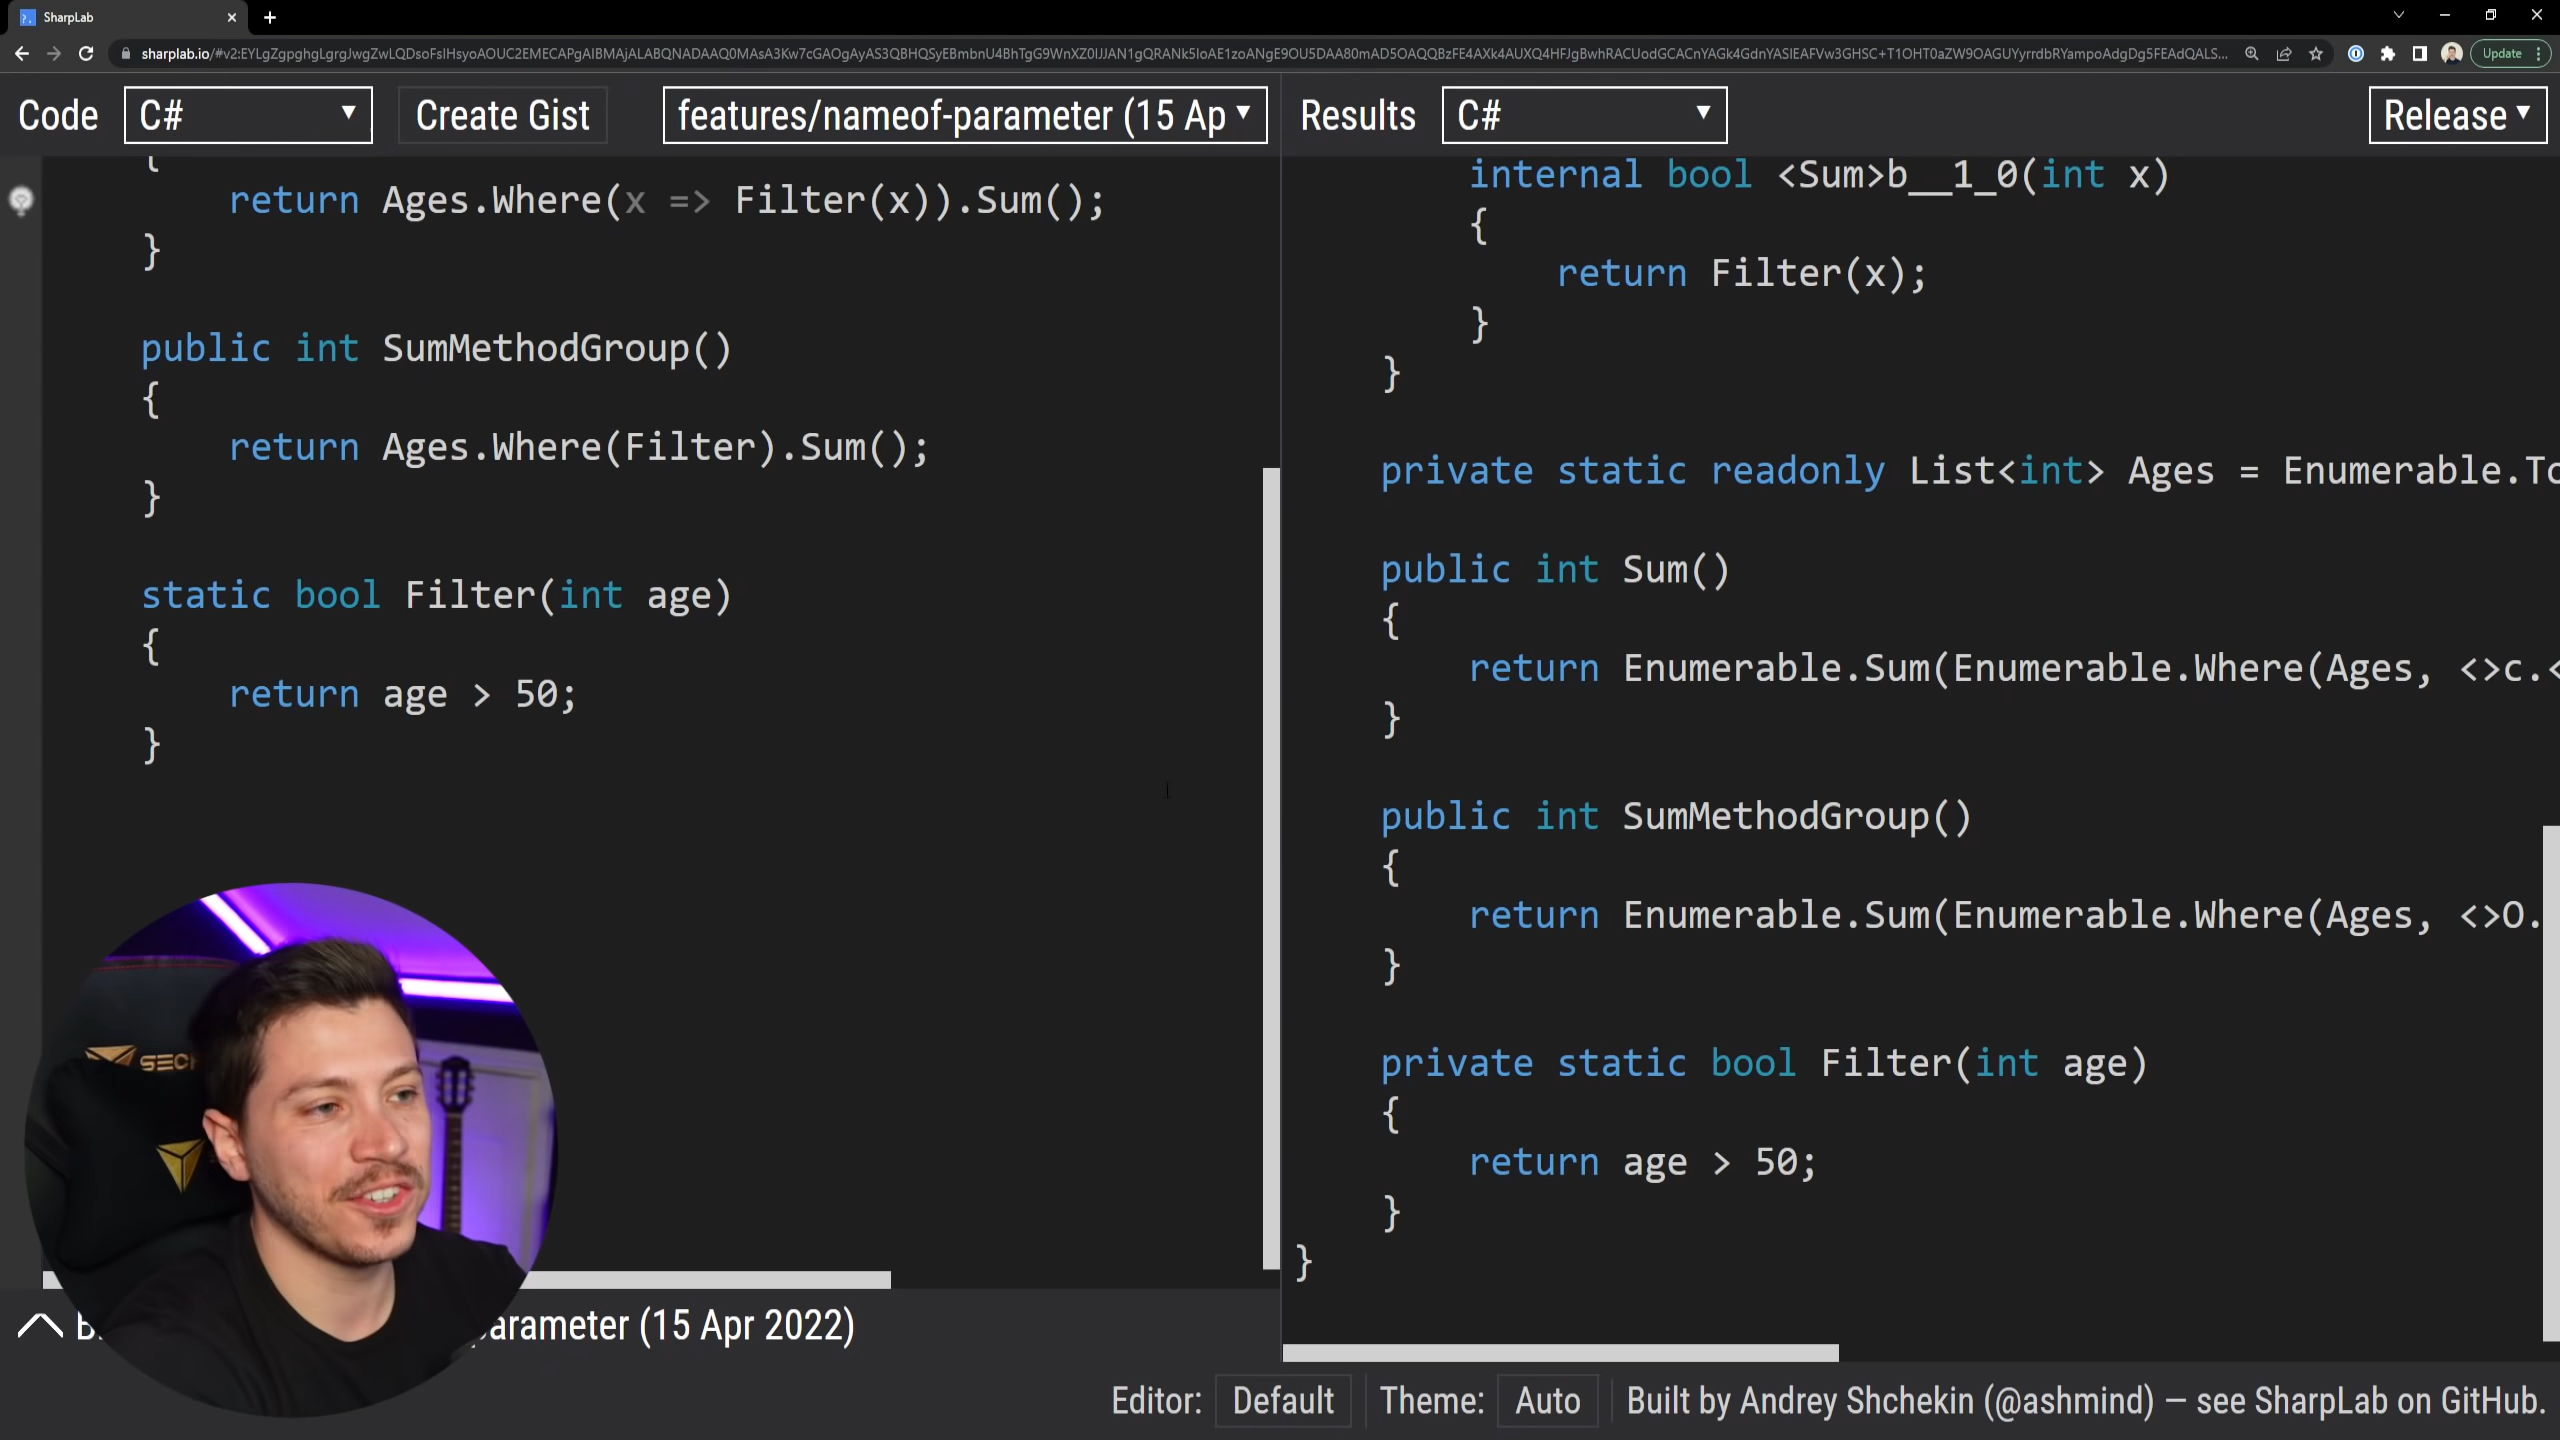 SharpLab
Code
C#
Create Gist
features/nameof-parameter (15 Ap
Results
C#
Release
Update
{
return Ages.Where(x => Filter(x)).Sum();
}
public int SumMethodGroup()
{
return Ages.Where(Filter).Sum();
}
static bool Filter(int age)
{
return age > 50;
}
internal bool <Sum>b__1_0(int x)
{
return Filter(x);
}
}
private static readonly List<int> Ages = Enumerable.To
public int Sum()
{
return Enumerable.Sum(Enumerable.Where(Ages, <>c.<
}
public int SumMethodGroup()
{
return Enumerable.Sum(Enumerable.Where(Ages, <>O.
}
private static bool Filter(int age)
{
return age > 50;
}
}
SEC
arameter (15 Apr 2022)
Editor: Default
Theme: Auto
Built by Andrey Shchekin (@ashmind) — see SharpLab on GitHub.